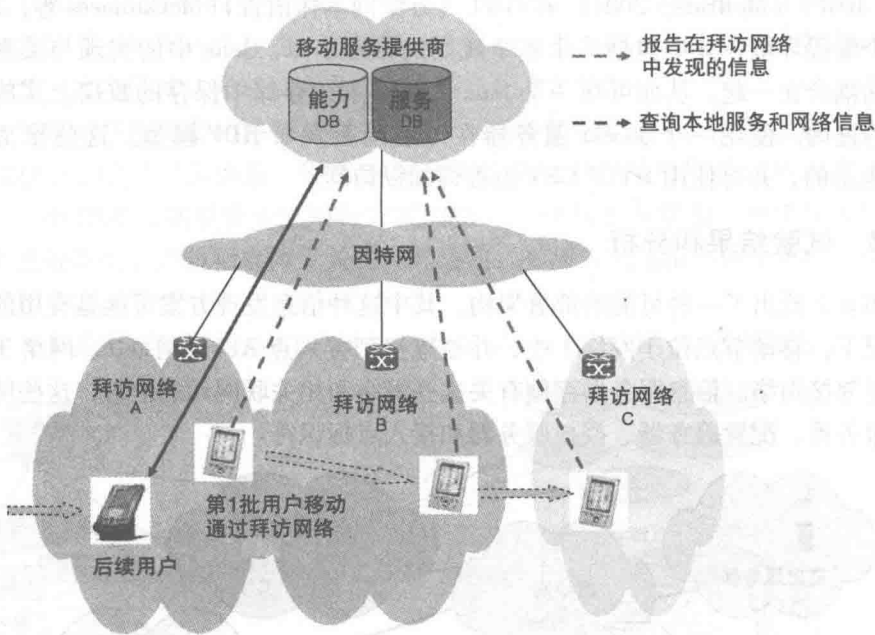 移动服务提供商
能力
DB
服务
DB
报告在拜访网络
中发现的信息
查询本地服务和网络信息
因特网
拜访网络
A
拜访网络
B
拜访网络
C
第1批用户移动
通过拜访网络
后续用户